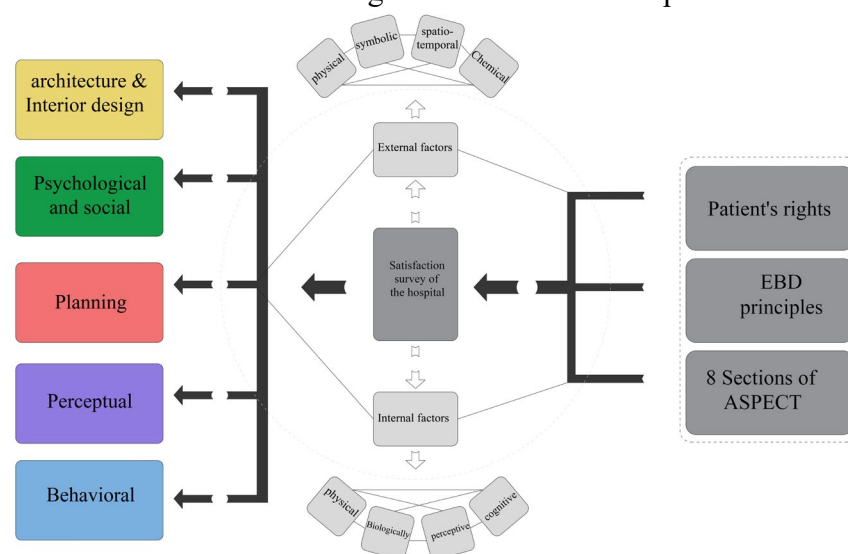 physical
symbolic
spatio-
temporal
Chemical
architecture &
Interior design
External factors
Psychological
and social
Patient's rights
Satisfaction
survey of
the hospital
Planning
EBD
principles
Perceptual
8 Sections of
ASPECT
Internal factors
Behavioral
physical
Biologically
perceptive
cognitive